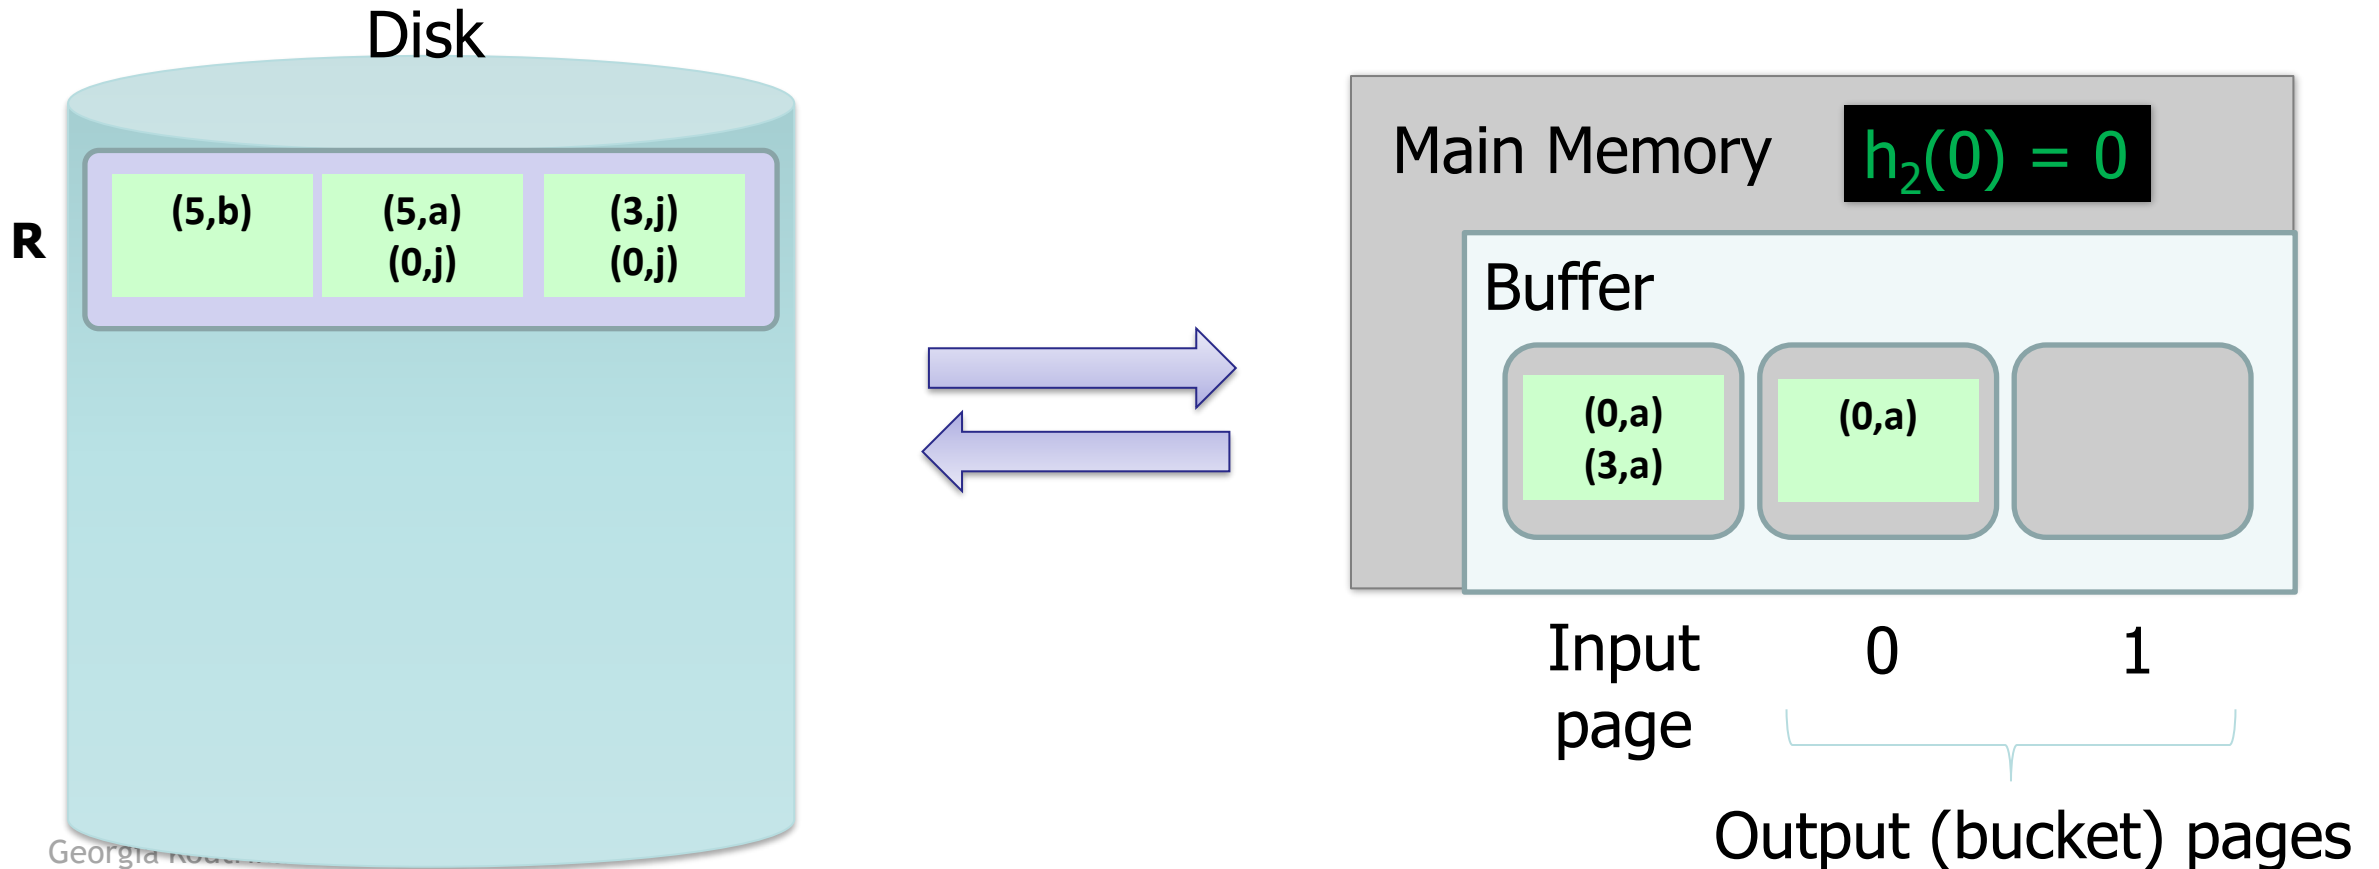 Disk
R
(5,b)
(5,a)
(0,j)
(3,j)
(0,j)
Main Memory
h₂(0) = 0
Buffer
(0,a)
(3,a)
(0,a)
Input
page
0
1
Output (bucket) pages
Georgia